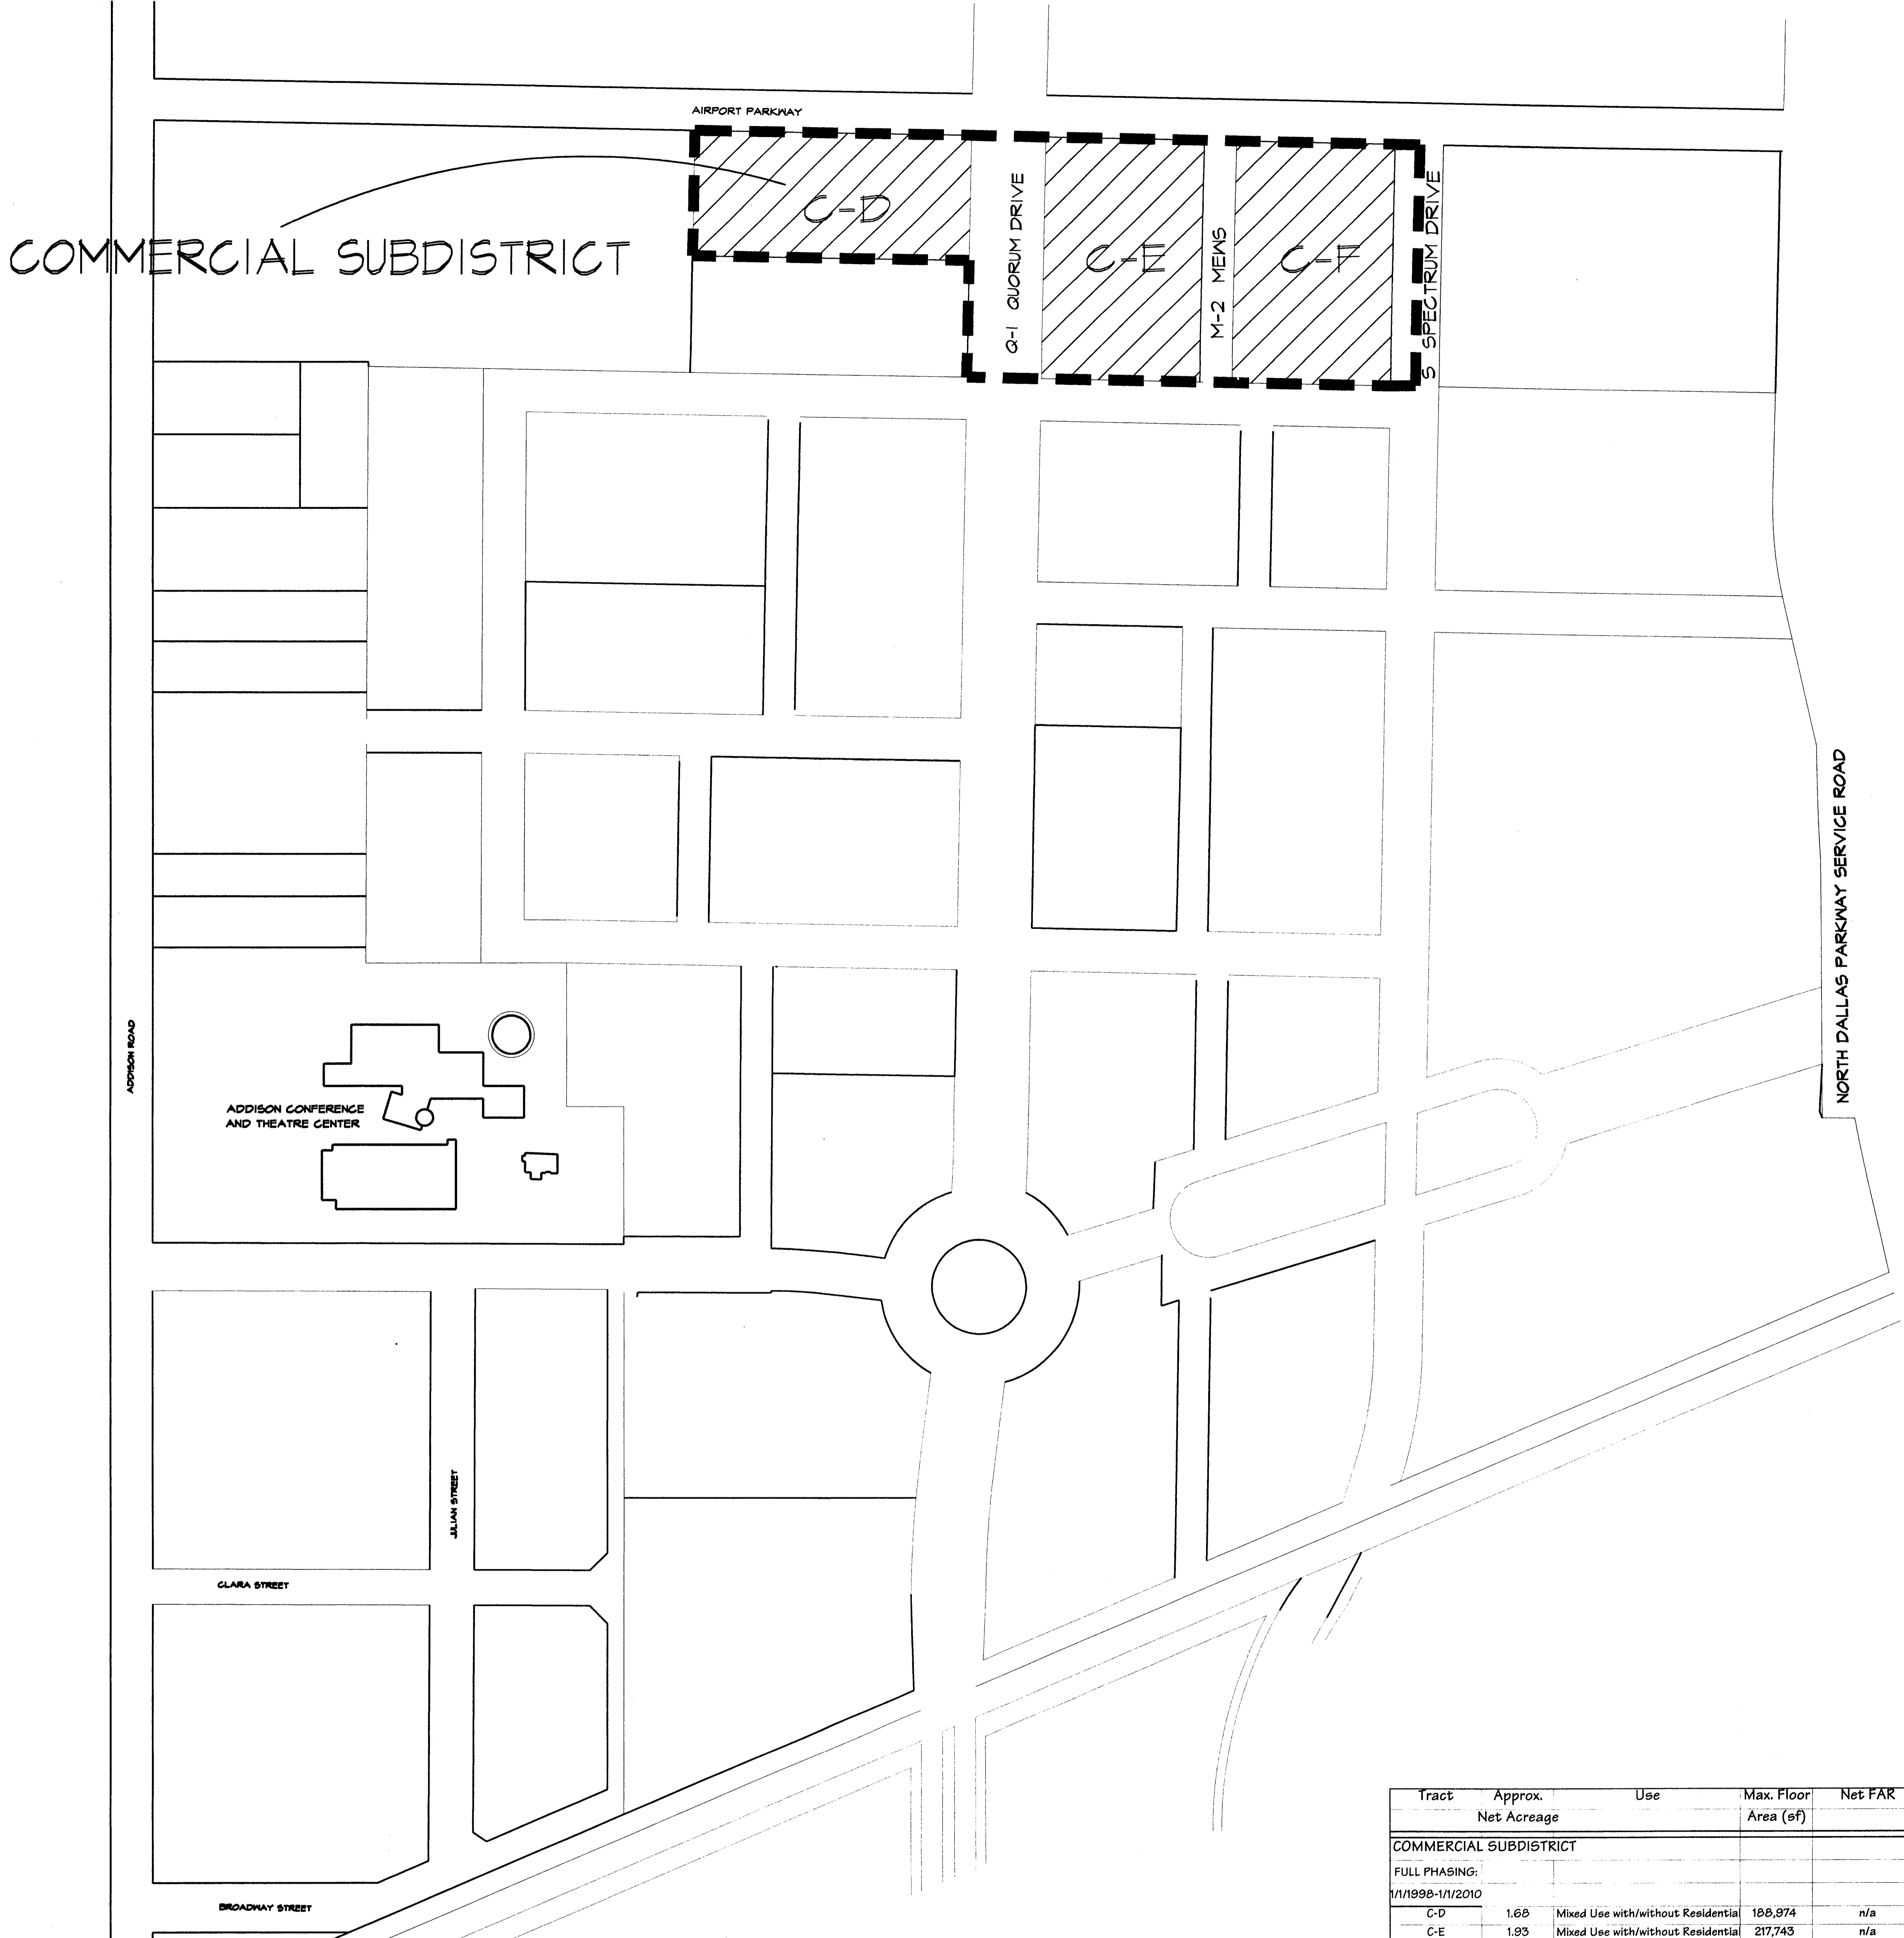 AIRPORT PARKWAY
COMMERCIAL SUBDISTRICT
C-D
Q-1 QUORUM DRIVE
C-E
M-2 MEWS
C-F
S SPECTRUM DRIVE
NORTH DALLAS PARKWAY SERVICE ROAD
ADDISON ROAD
ADDISON CONFERENCE
AND THEATRE CENTER
JULIAN STREET
CLARA STREET
BROADWAY STREET
Tract Approx. Use Max. Floor Net FAR
Net Acreage Area (sf)
COMMERCIAL SUBDISTRICT
FULL PHASING:
1/1/1998-1/1/2010
C-D 1.68 Mixed Use with/without Residentia 188,974 n/a
C-E 1.93 Mixed Use with/without Residentia 217,743 n/a